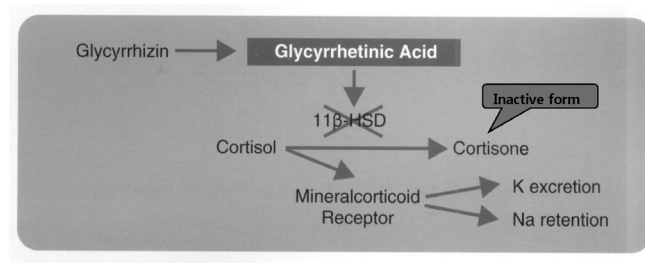 Glycyrrhizin
Glycyrrhetinic Acid
Inactive form
11β-HSD
Cortisol
Cortisone
Mineralcorticoid
Receptor
K excretion
Na retention